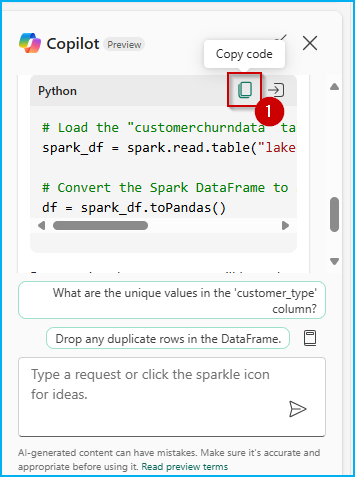 Copilot Preview
Copy code
Python
1
# Load the "customerchurndata" ta
spark_df = spark.read.table("lake
# Convert the Spark DataFrame to
df = spark_df.toPandas()
What are the unique values in the 'customer_type'
column?
Drop any duplicate rows in the DataFrame.
Type a request or click the sparkle icon
for ideas.
AI-generated content can have mistakes. Make sure it's accurate and
appropriate before using it. Read preview terms